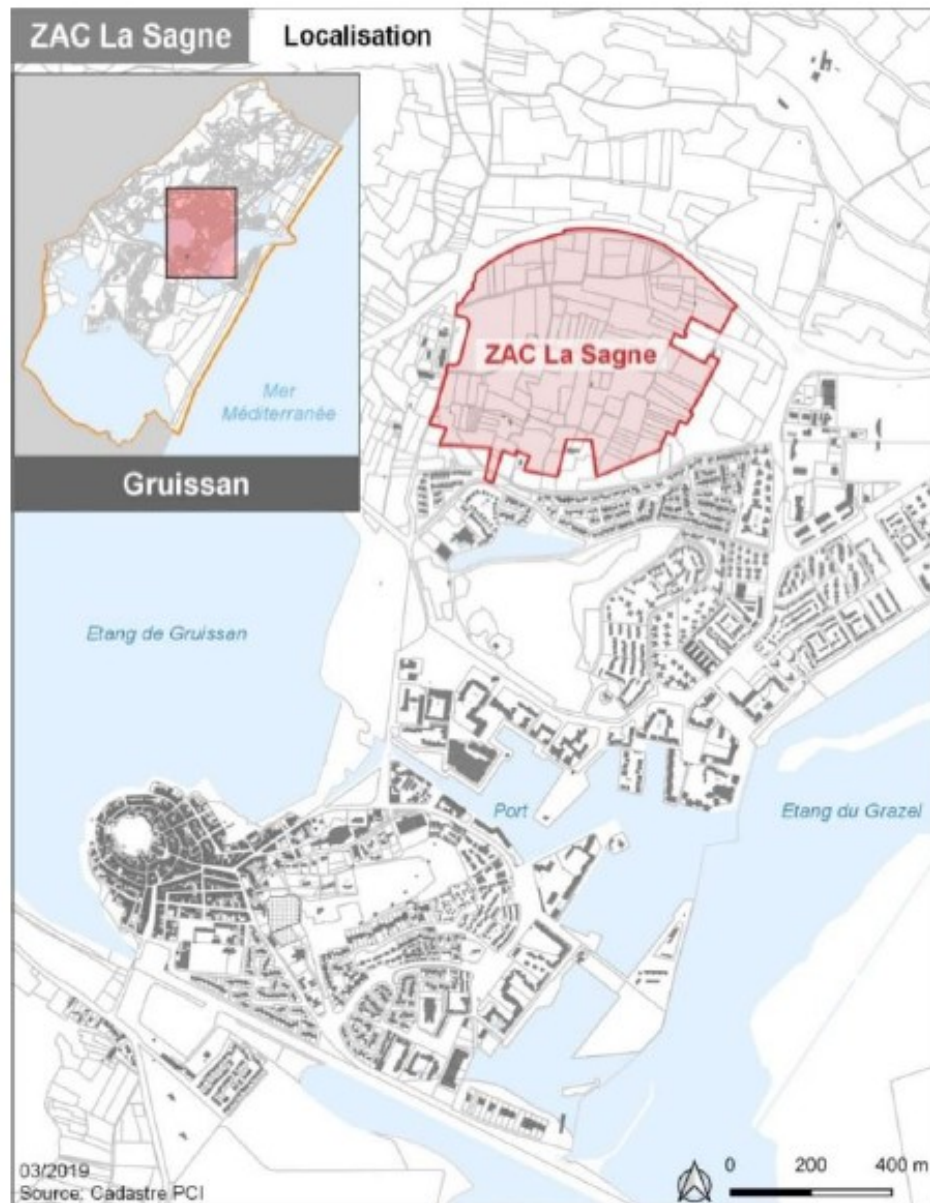 ZAC La Sagne
Localisation
Mer
Méditerranée
Gruissan
ZAC La Sagne
Etang de Gruissan
Port
Etang du Grazel
03/2019
Source: Cadastre PCI
0 200 400 m